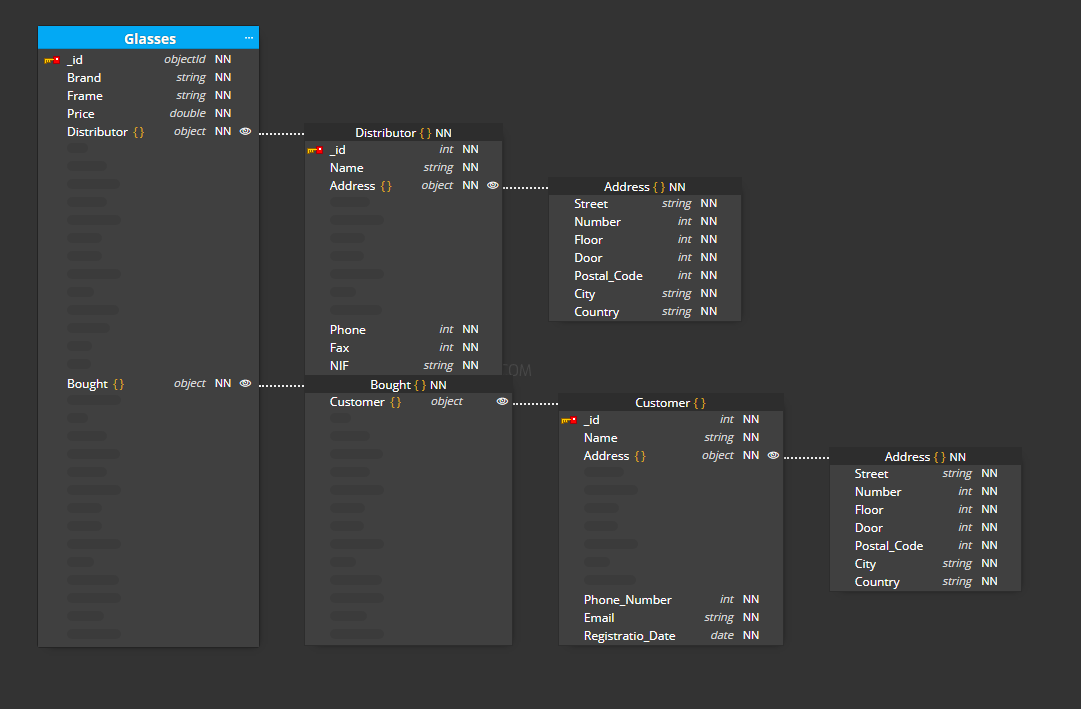 Glasses ...
_id objectId NN
Brand string NN
Frame string NN
Price double NN
Distributor { } object NN
Bought { } object NN
Distributor { } NN
_id int NN
Name string NN
Address { } object NN
Phone int NN
Fax int NN
NIF string NN
Address { } NN
Street string NN
Number int NN
Floor int NN
Door int NN
Postal_Code int NN
City string NN
Country string NN
Bought { } NN
Customer { } object
Customer { }
_id int NN
Name string NN
Address { } object NN
Phone_Number int NN
Email string NN
Registratio_Date date NN
Address { } NN
Street string NN
Number int NN
Floor int NN
Door int NN
Postal_Code int NN
City string NN
Country string NN